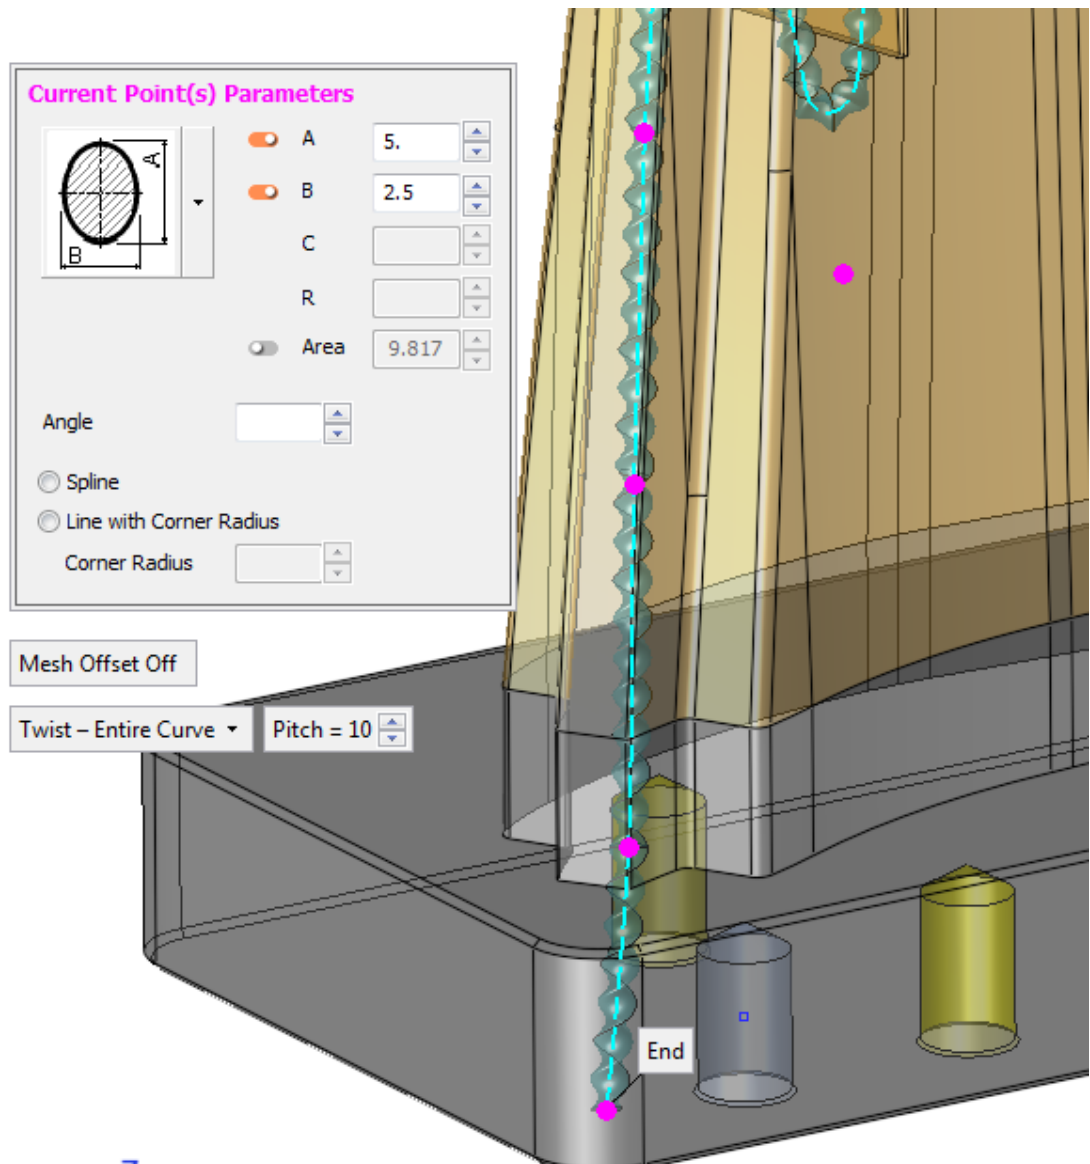 Current Point(s) Parameters
A
B
A 5.
B 2.5
C
R
Area 9.817
Angle
Spline
Line with Corner Radius
Corner Radius
Mesh Offset Off
Twist – Entire Curve Pitch = 10
End